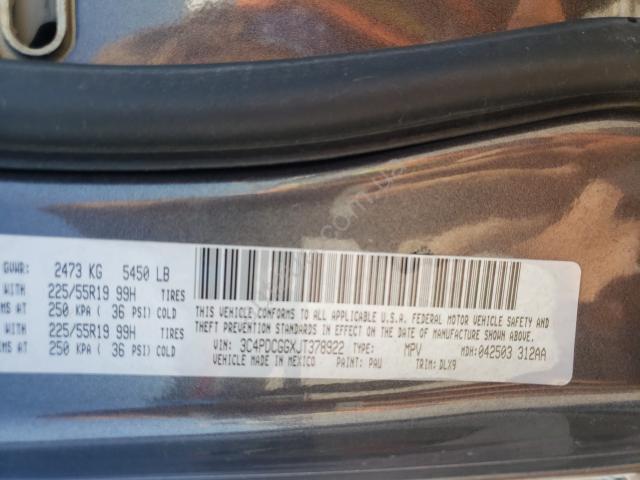 GVWR: 2473 KG 5450 LB
WITH 225/55R19 99H TIRES
MS AT 250 KPA ( 36 PSI) COLD
WITH 225/55R19 99H TIRES
MS AT 250 KPA ( 36 PSI) COLD
THIS VEHICLE CONFORMS TO ALL APPLICABLE U.S.A. FEDERAL MOTOR VEHICLE SAFETY AND
THEFT PREVENTION STANDARDS IN EFFECT ON THE DATE OF MANUFACTURE SHOWN ABOVE.
VIN: 3C4PDCGGXJT378922 TYPE: MPV MDH: 042503 312AA
VEHICLE MADE IN MEXICO PAINT: PAU TRIM: DLX9